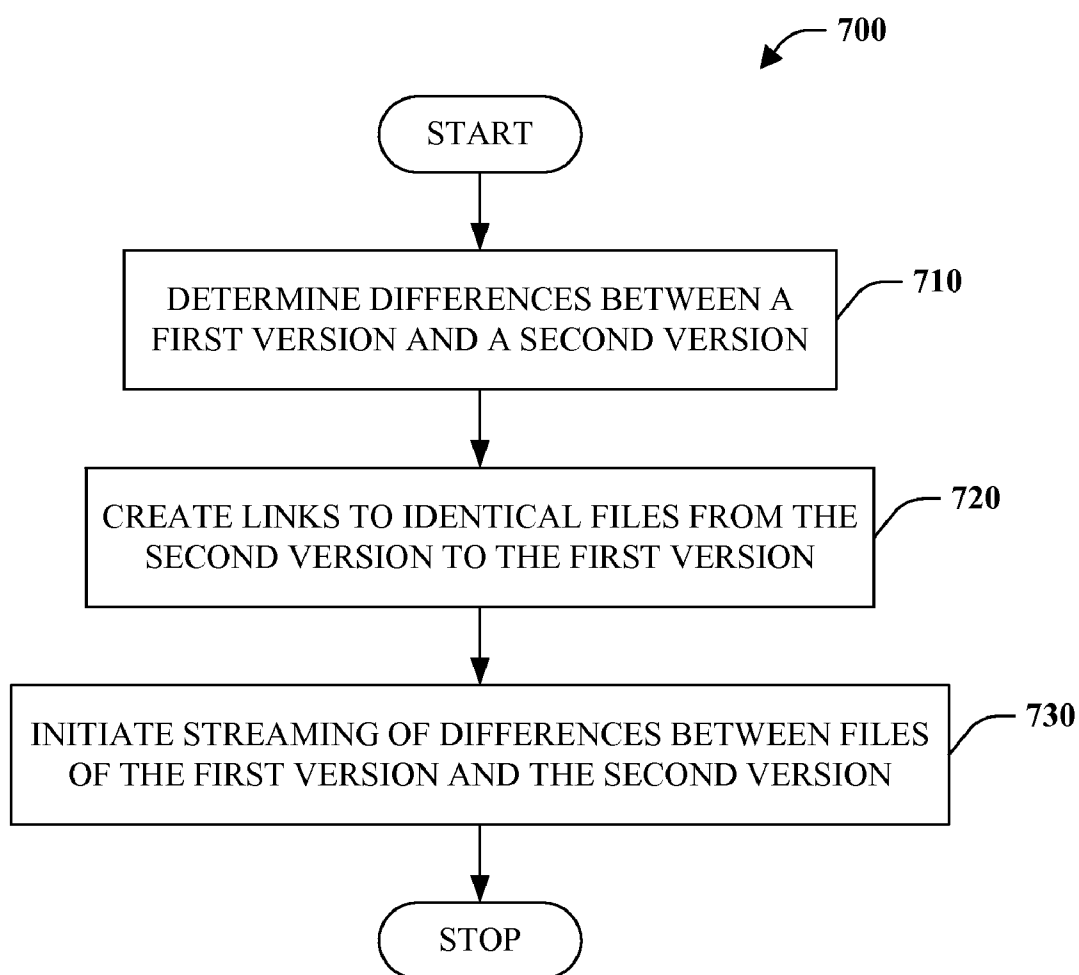 700
START
DETERMINE DIFFERENCES BETWEEN A
FIRST VERSION AND A SECOND VERSION
710
CREATE LINKS TO IDENTICAL FILES FROM THE
SECOND VERSION TO THE FIRST VERSION
720
INITIATE STREAMING OF DIFFERENCES BETWEEN FILES
OF THE FIRST VERSION AND THE SECOND VERSION
730
STOP